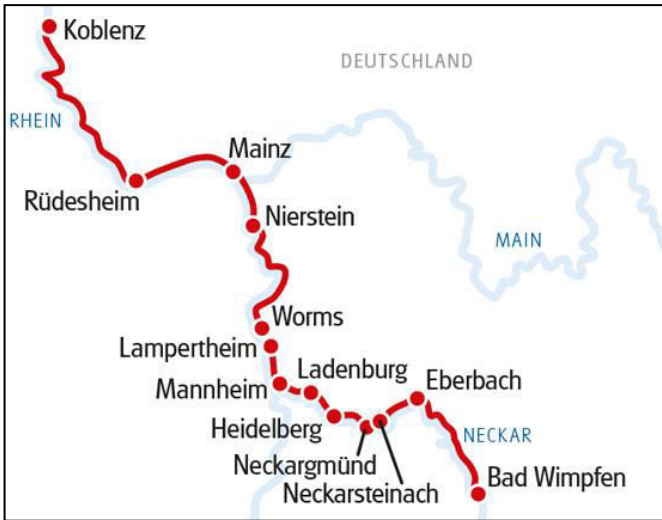 Koblenz
DEUTSCHLAND
RHEIN
Mainz
Rüdesheim
Nierstein
MAIN
Worms
Lampertheim
Ladenburg
Mannheim
Eberbach
Heidelberg
NECKAR
Neckargmünd
Bad Wimpfen
Neckarsteinach